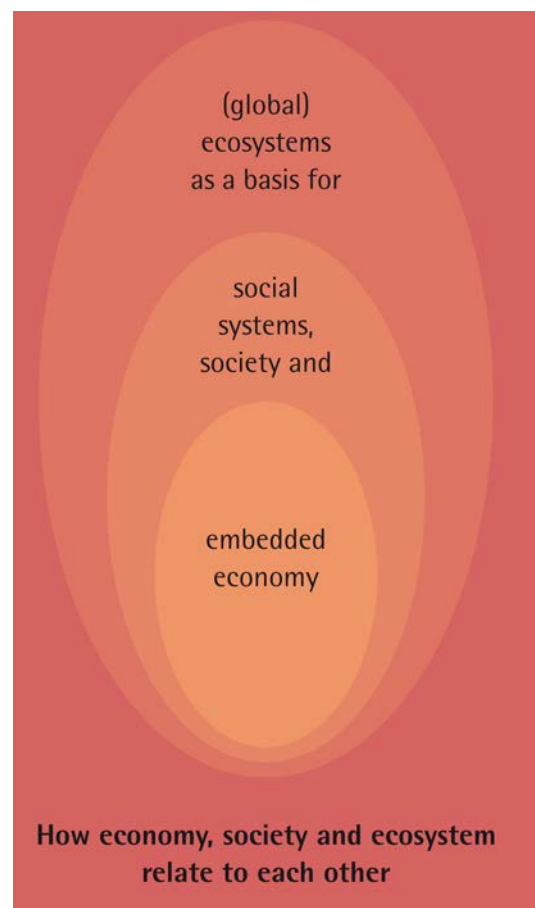 (global)
ecosystems
as a basis for
social
systems,
society and
embedded
economy
How economy, society and ecosystem
relate to each other